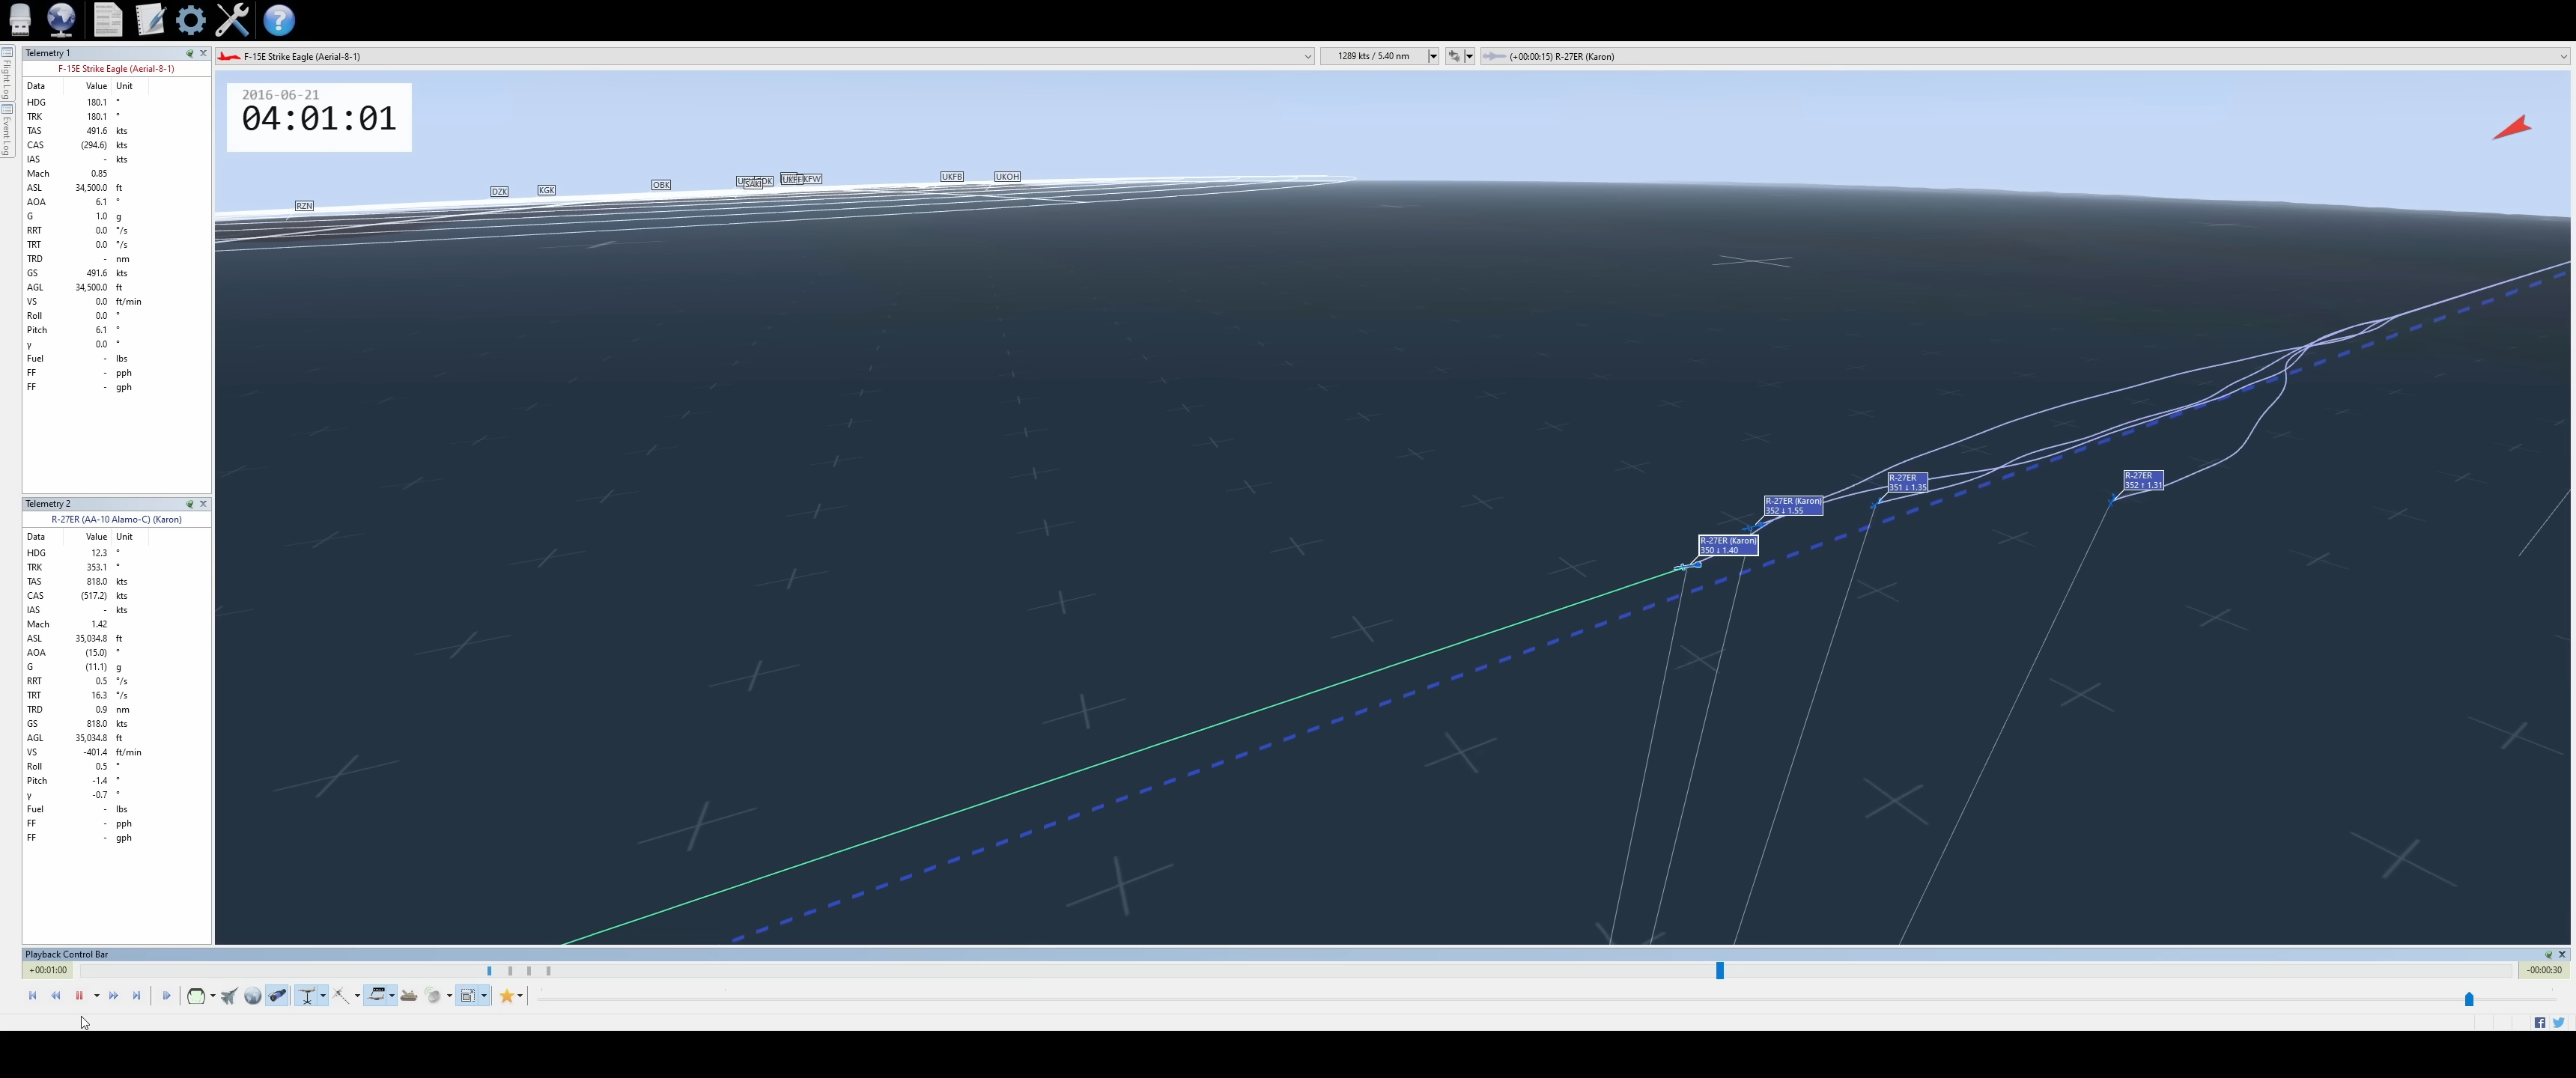 Telemetry 1
F-15E Strike Eagle (Aerial-8-1)
Data Value Unit
HDG 180.1 °
TRK 180.1 °
TAS 491.6 kts
CAS (294.6) kts
IAS - kts
Mach 0.85
ASL 34,500.0 ft
AOA 6.1 °
G 1.0 g
RRT 0.0 °/s
TRT 0.0 °/s
TRD - nm
GS 491.6 kts
AGL 34,500.0 ft
VS 0.0 ft/min
Roll 0.0 °
Pitch 6.1 °
γ 0.0 °
Fuel - lbs
FF - pph
FF - gph
Telemetry 2
R-27ER (AA-10 Alamo-C) (Karon)
Data Value Unit
HDG 12.3 °
TRK 353.1 °
TAS 818.0 kts
CAS (517.2) kts
IAS - kts
Mach 1.42
ASL 35,034.8 ft
AOA (15.0) °
G (11.1) g
RRT 0.5 °/s
TRT 16.3 °/s
TRD 0.9 nm
GS 818.0 kts
AGL 35,034.8 ft
VS -401.4 ft/min
Roll 0.5 °
Pitch -1.4 °
γ -0.7 °
Fuel - lbs
FF - pph
FF - gph
Flight Log
Event Log
F-15E Strike Eagle (Aerial-8-1)
1289 kts / 5.40 nm
(+00:00:15) R-27ER (Karon)
2016-06-21
04:01:01
RZN
DZK
KGK
OBK
UKFB
UKOH
R-27ER
351 ↓ 1.35
R-27ER
352 ↑ 1.31
R-27ER (Karon)
352 ↓ 1.55
R-27ER (Karon)
350 ↓ 1.40
Playback Control Bar
+00:01:00
-00:00:30